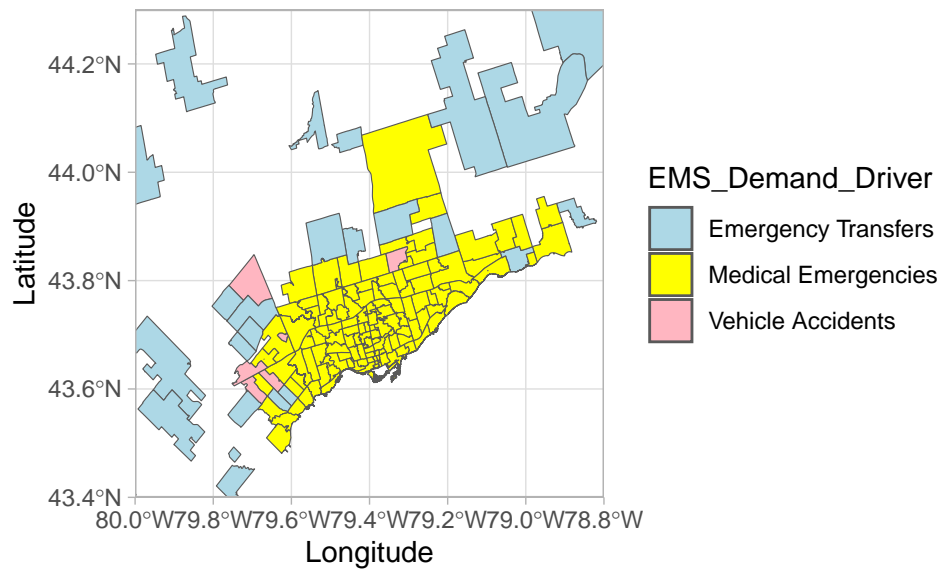 44.2°N
44.0°N
43.8°N
43.6°N
43.4°N
Latitude
80.0°W79.8°W79.6°W79.4°W79.2°W79.0°W78.8°W
Longitude
EMS_Demand_Driver
Emergency Transfers
Medical Emergencies
Vehicle Accidents